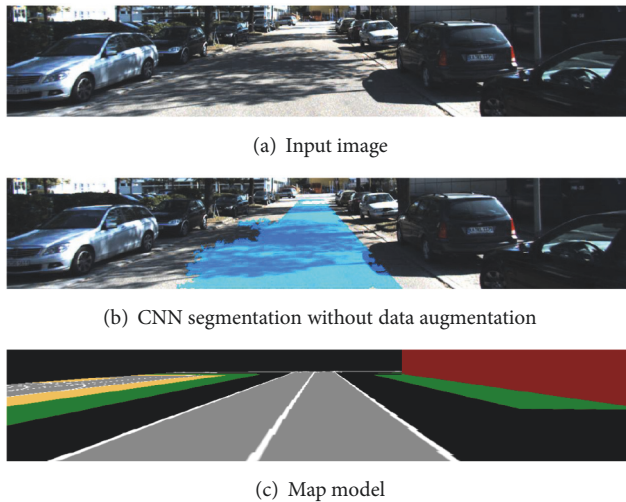 (a) Input image
(b) CNN segmentation without data augmentation
(c) Map model